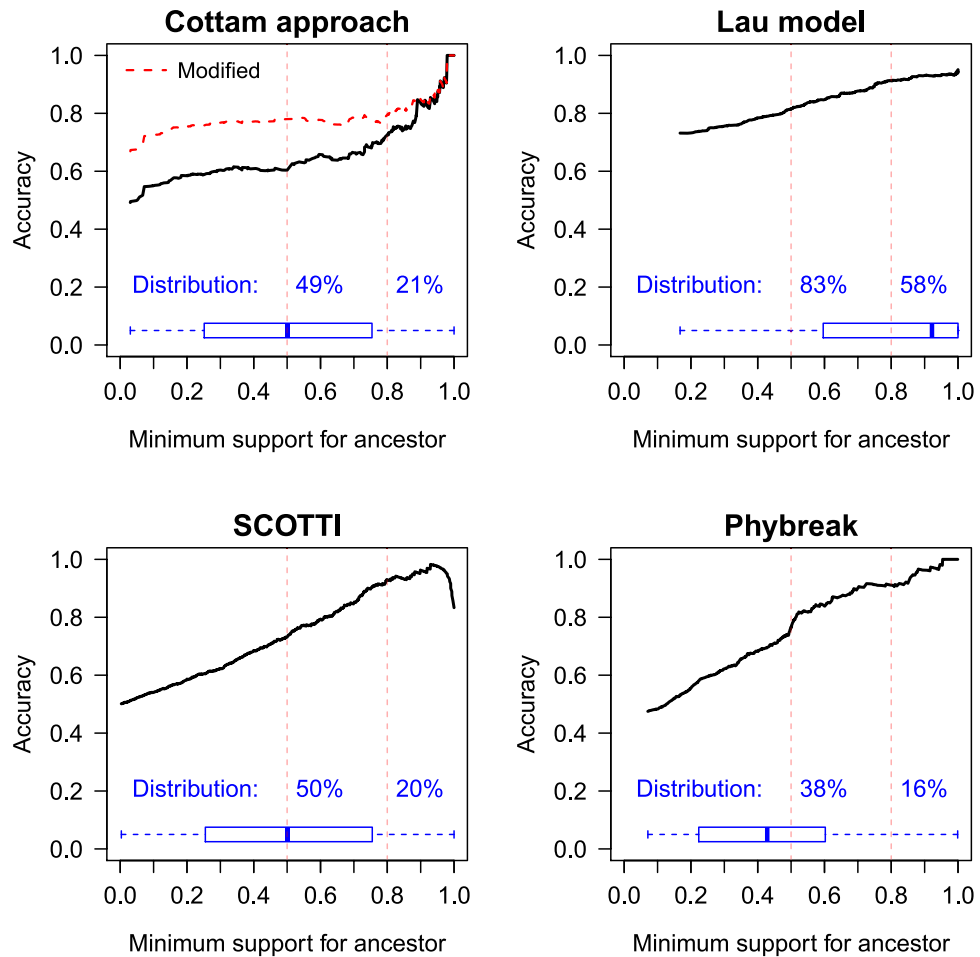 Cottam approach
Modified
Accuracy
1.0
0.8
0.6
0.4
0.2
0.0
Distribution: 49% 21%
0.0 0.2 0.4 0.6 0.8 1.0
Minimum support for ancestor
Lau model
Accuracy
1.0
0.8
0.6
0.4
0.2
0.0
Distribution: 83% 58%
0.0 0.2 0.4 0.6 0.8 1.0
Minimum support for ancestor
SCOTTI
Accuracy
1.0
0.8
0.6
0.4
0.2
0.0
Distribution: 50% 20%
0.0 0.2 0.4 0.6 0.8 1.0
Minimum support for ancestor
Phybreak
Accuracy
1.0
0.8
0.6
0.4
0.2
0.0
Distribution: 38% 16%
0.0 0.2 0.4 0.6 0.8 1.0
Minimum support for ancestor